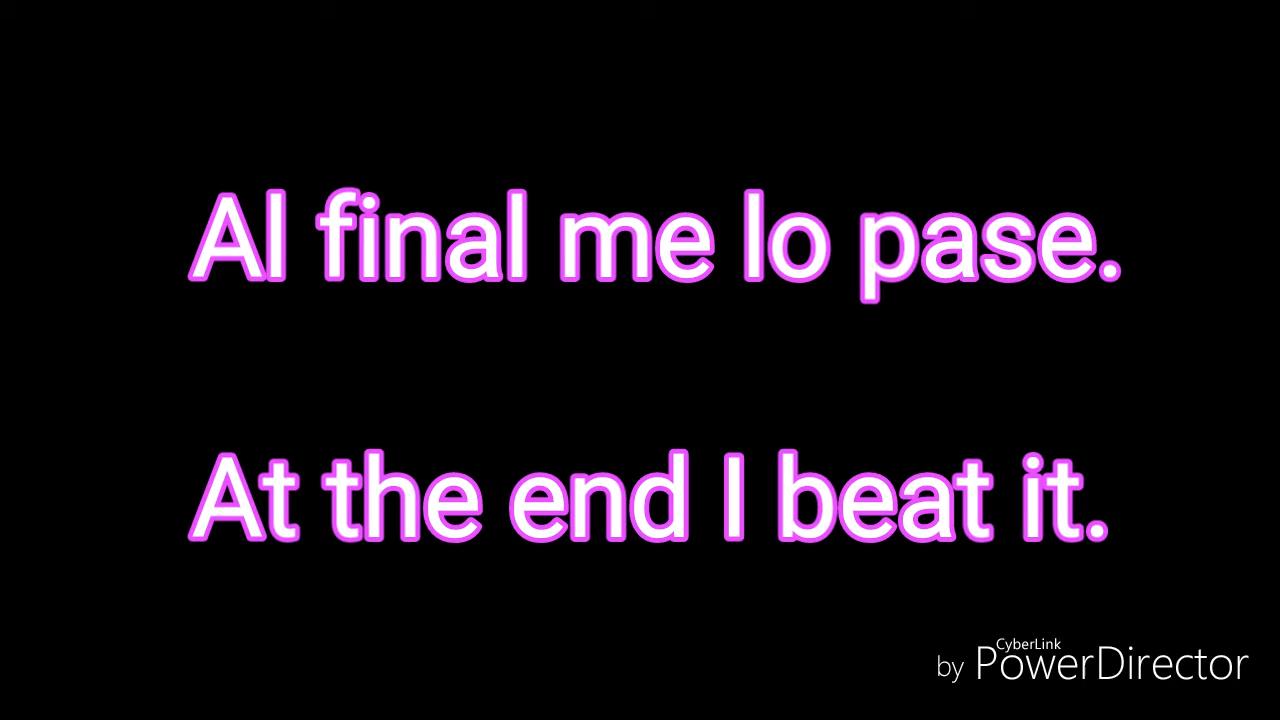 Al final me lo pase.
At the end I beat it.
CyberLink
by PowerDirector